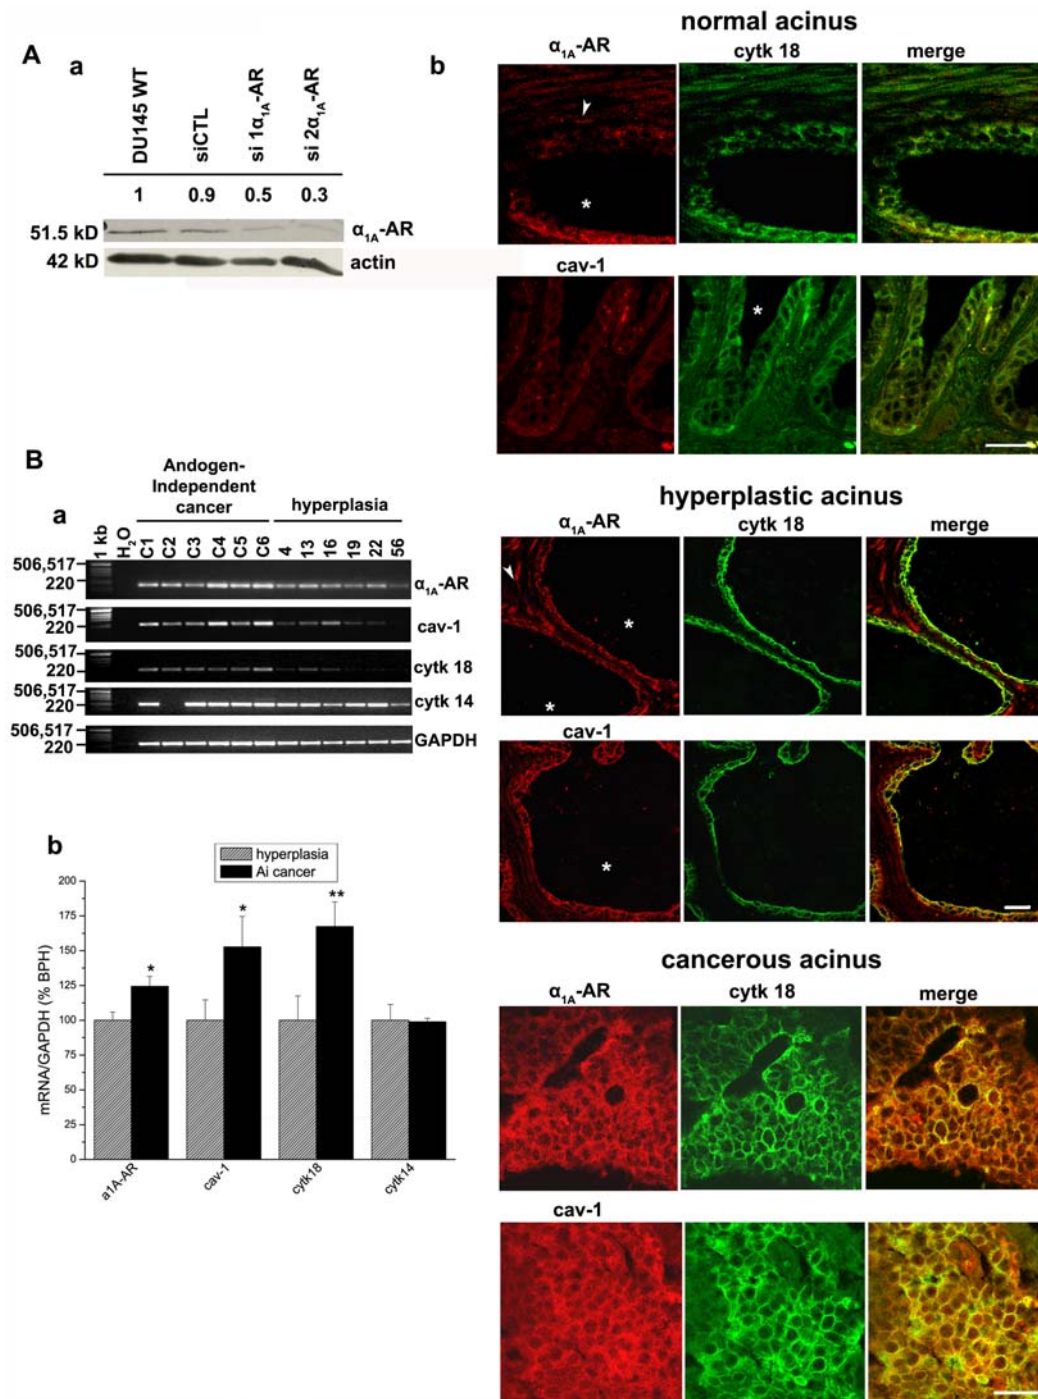 A
a
DU145 WT
siCTL
si 1α1A-AR
si 2α1A-AR
1 0.9 0.5 0.3
51.5 kD α1A-AR
42 kD actin
b
normal acinus
α1A-AR cytk 18 merge
*
cav-1
*
hyperplastic acinus
α1A-AR cytk 18 merge
*
*
cav-1
*
cancerous acinus
α1A-AR cytk 18 merge
cav-1
B
a
Andogen-
Independent
cancer
hyperplasia
1 kb H2O C1 C2 C3 C4 C5 C6 4 13 16 19 22 56
506,517
220 α1A-AR
506,517
220 cav-1
506,517
220 cytk 18
506,517
220 cytk 14
506,517
220 GAPDH
b
hyperplasia
Ai cancer
mRNA/GAPDH (% BPH)
200
175
150
125
100
75
50
25
0
* * **
a1A-AR cav-1 cytk18 cytk14